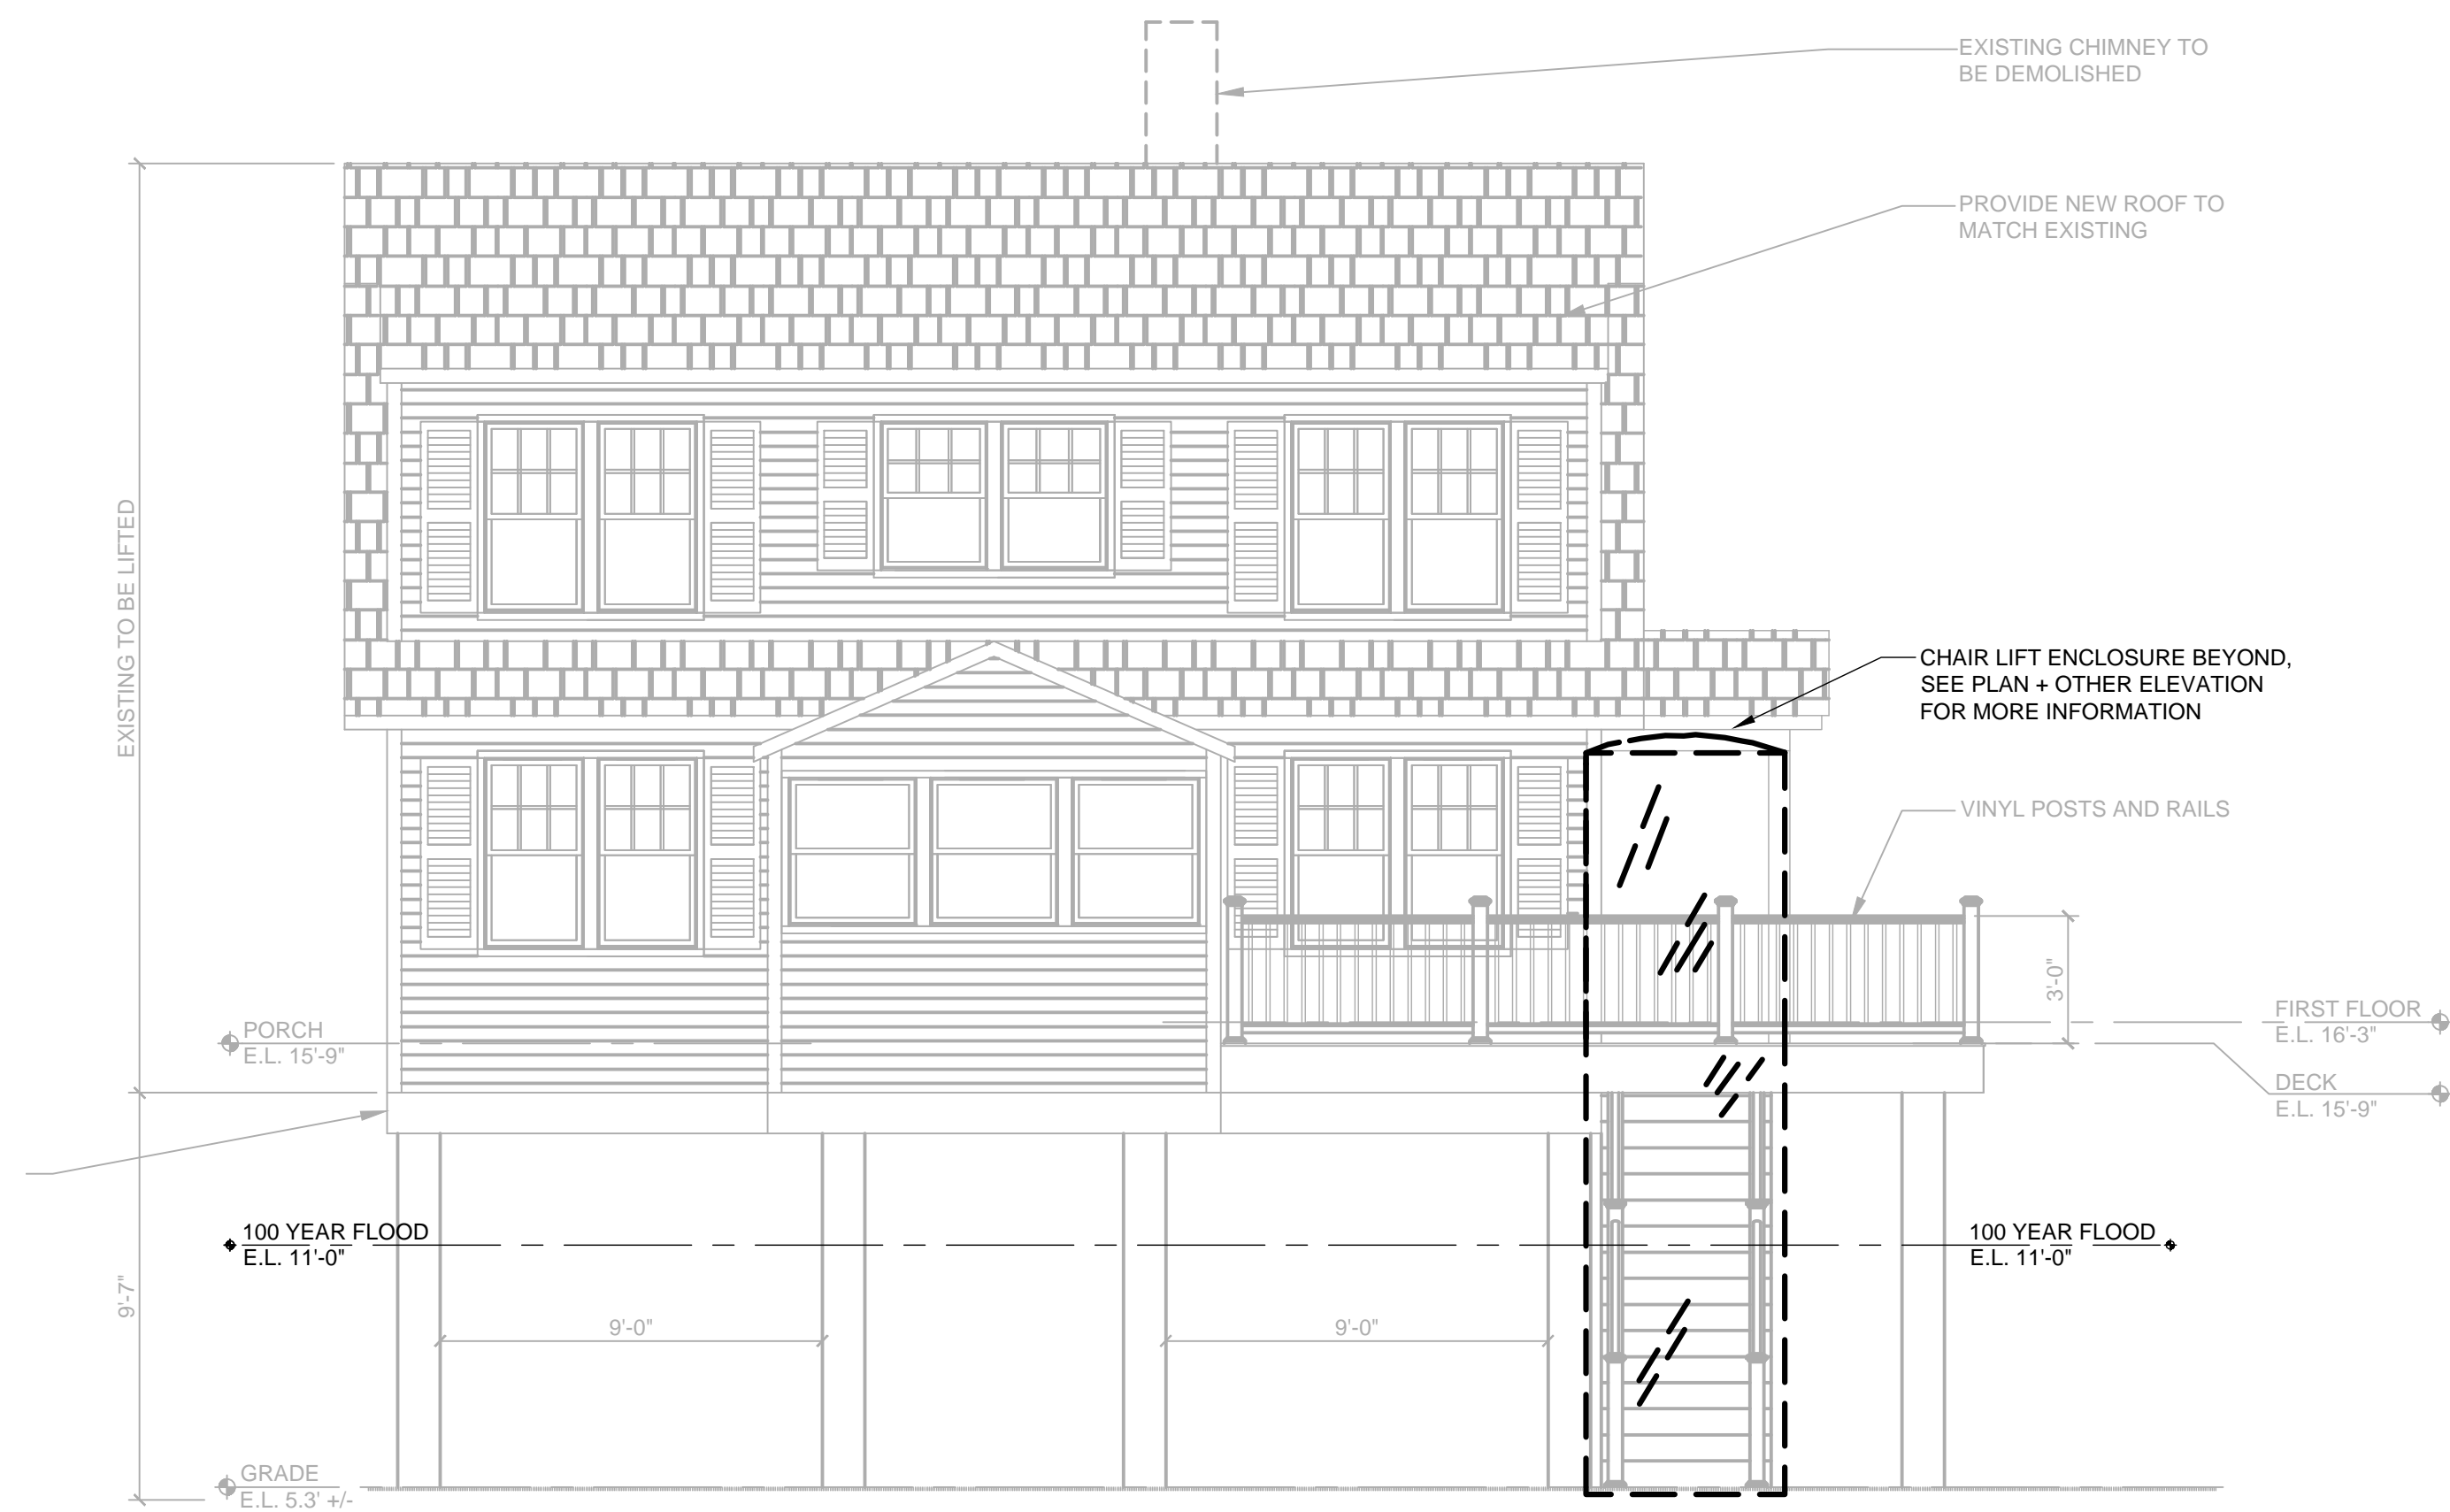 EXISTING CHIMNEY TO
BE DEMOLISHED
PROVIDE NEW ROOF TO
MATCH EXISTING
EXISTING TO BE LIFTED
CHAIR LIFT ENCLOSURE BEYOND,
SEE PLAN + OTHER ELEVATION
FOR MORE INFORMATION
VINYL POSTS AND RAILS
3'-0"
PORCH
E.L. 15'-9"
FIRST FLOOR
E.L. 16'-3"
DECK
E.L. 15'-9"
100 YEAR FLOOD
E.L. 11'-0"
100 YEAR FLOOD
E.L. 11'-0"
9'-7"
9'-0"
9'-0"
GRADE
E.L. 5.3' +/-